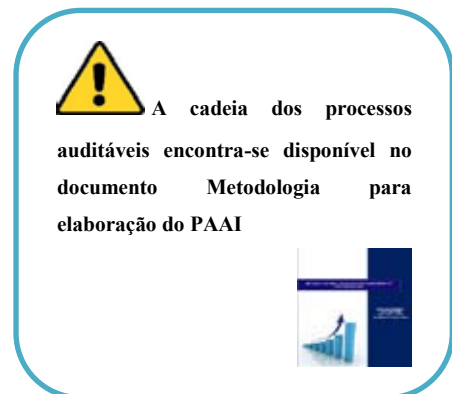 A cadeia dos processos
auditáveis encontra-se disponível no
documento Metodologia para
elaboração do PAAI